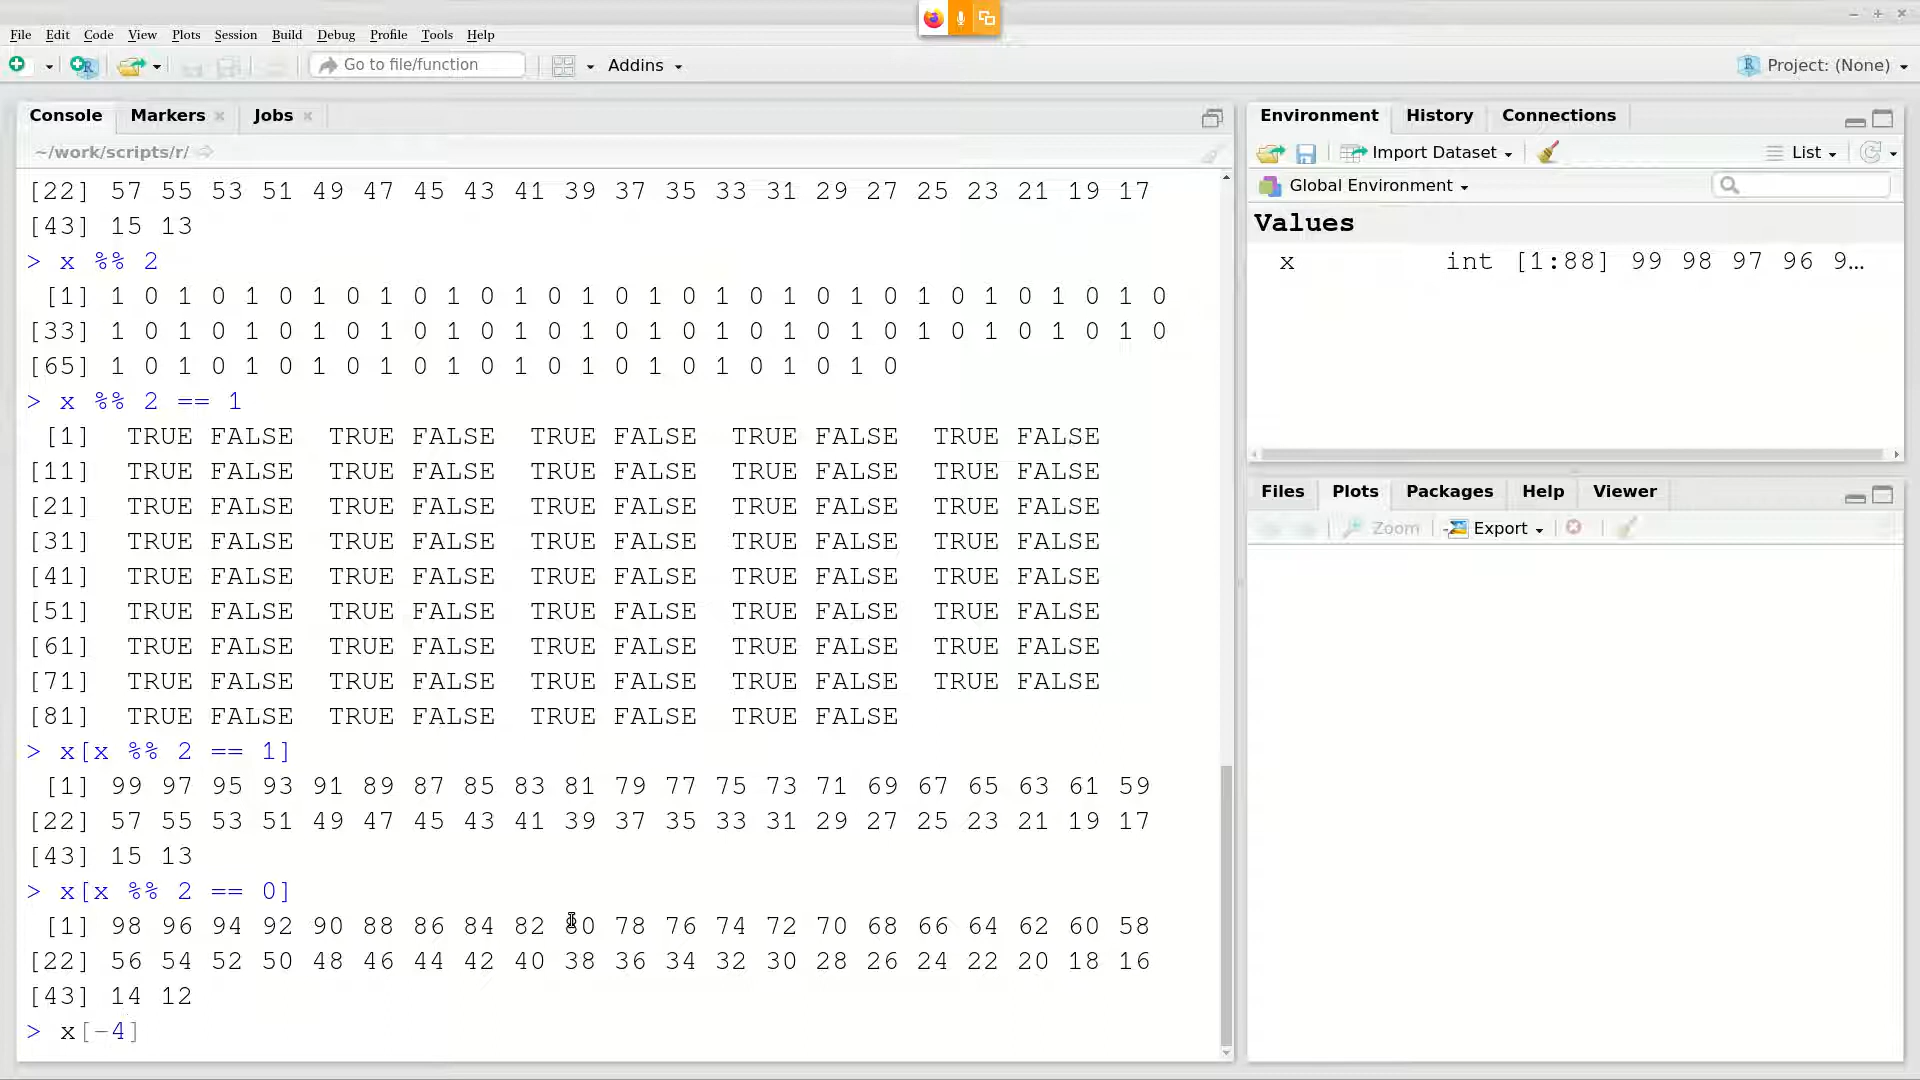 File Edit Code View Plots Session Build Debug Profile Tools Help
Go to file/function Addins Project: (None)
Console Markers Jobs
~/work/scripts/r/
[22] 57 55 53 51 49 47 45 43 41 39 37 35 33 31 29 27 25 23 21 19 17
[43] 15 13
> x %% 2
[1] 1 0 1 0 1 0 1 0 1 0 1 0 1 0 1 0 1 0 1 0 1 0 1 0 1 0 1 0 1 0 1 0
[33] 1 0 1 0 1 0 1 0 1 0 1 0 1 0 1 0 1 0 1 0 1 0 1 0 1 0 1 0 1 0 1 0
[65] 1 0 1 0 1 0 1 0 1 0 1 0 1 0 1 0 1 0 1 0 1 0 1 0
> x %% 2 == 1
[1] TRUE FALSE TRUE FALSE TRUE FALSE TRUE FALSE TRUE FALSE
[11] TRUE FALSE TRUE FALSE TRUE FALSE TRUE FALSE TRUE FALSE
[21] TRUE FALSE TRUE FALSE TRUE FALSE TRUE FALSE TRUE FALSE
[31] TRUE FALSE TRUE FALSE TRUE FALSE TRUE FALSE TRUE FALSE
[41] TRUE FALSE TRUE FALSE TRUE FALSE TRUE FALSE TRUE FALSE
[51] TRUE FALSE TRUE FALSE TRUE FALSE TRUE FALSE TRUE FALSE
[61] TRUE FALSE TRUE FALSE TRUE FALSE TRUE FALSE TRUE FALSE
[71] TRUE FALSE TRUE FALSE TRUE FALSE TRUE FALSE TRUE FALSE
[81] TRUE FALSE TRUE FALSE TRUE FALSE TRUE FALSE
> x[x %% 2 == 1]
[1] 99 97 95 93 91 89 87 85 83 81 79 77 75 73 71 69 67 65 63 61 59
[22] 57 55 53 51 49 47 45 43 41 39 37 35 33 31 29 27 25 23 21 19 17
[43] 15 13
> x[x %% 2 == 0]
[1] 98 96 94 92 90 88 86 84 82 80 78 76 74 72 70 68 66 64 62 60 58
[22] 56 54 52 50 48 46 44 42 40 38 36 34 32 30 28 26 24 22 20 18 16
[43] 14 12
> x[-4]
Environment History Connections
Import Dataset List
Global Environment
Values
x int [1:88] 99 98 97 96 9…
Files Plots Packages Help Viewer
Zoom Export